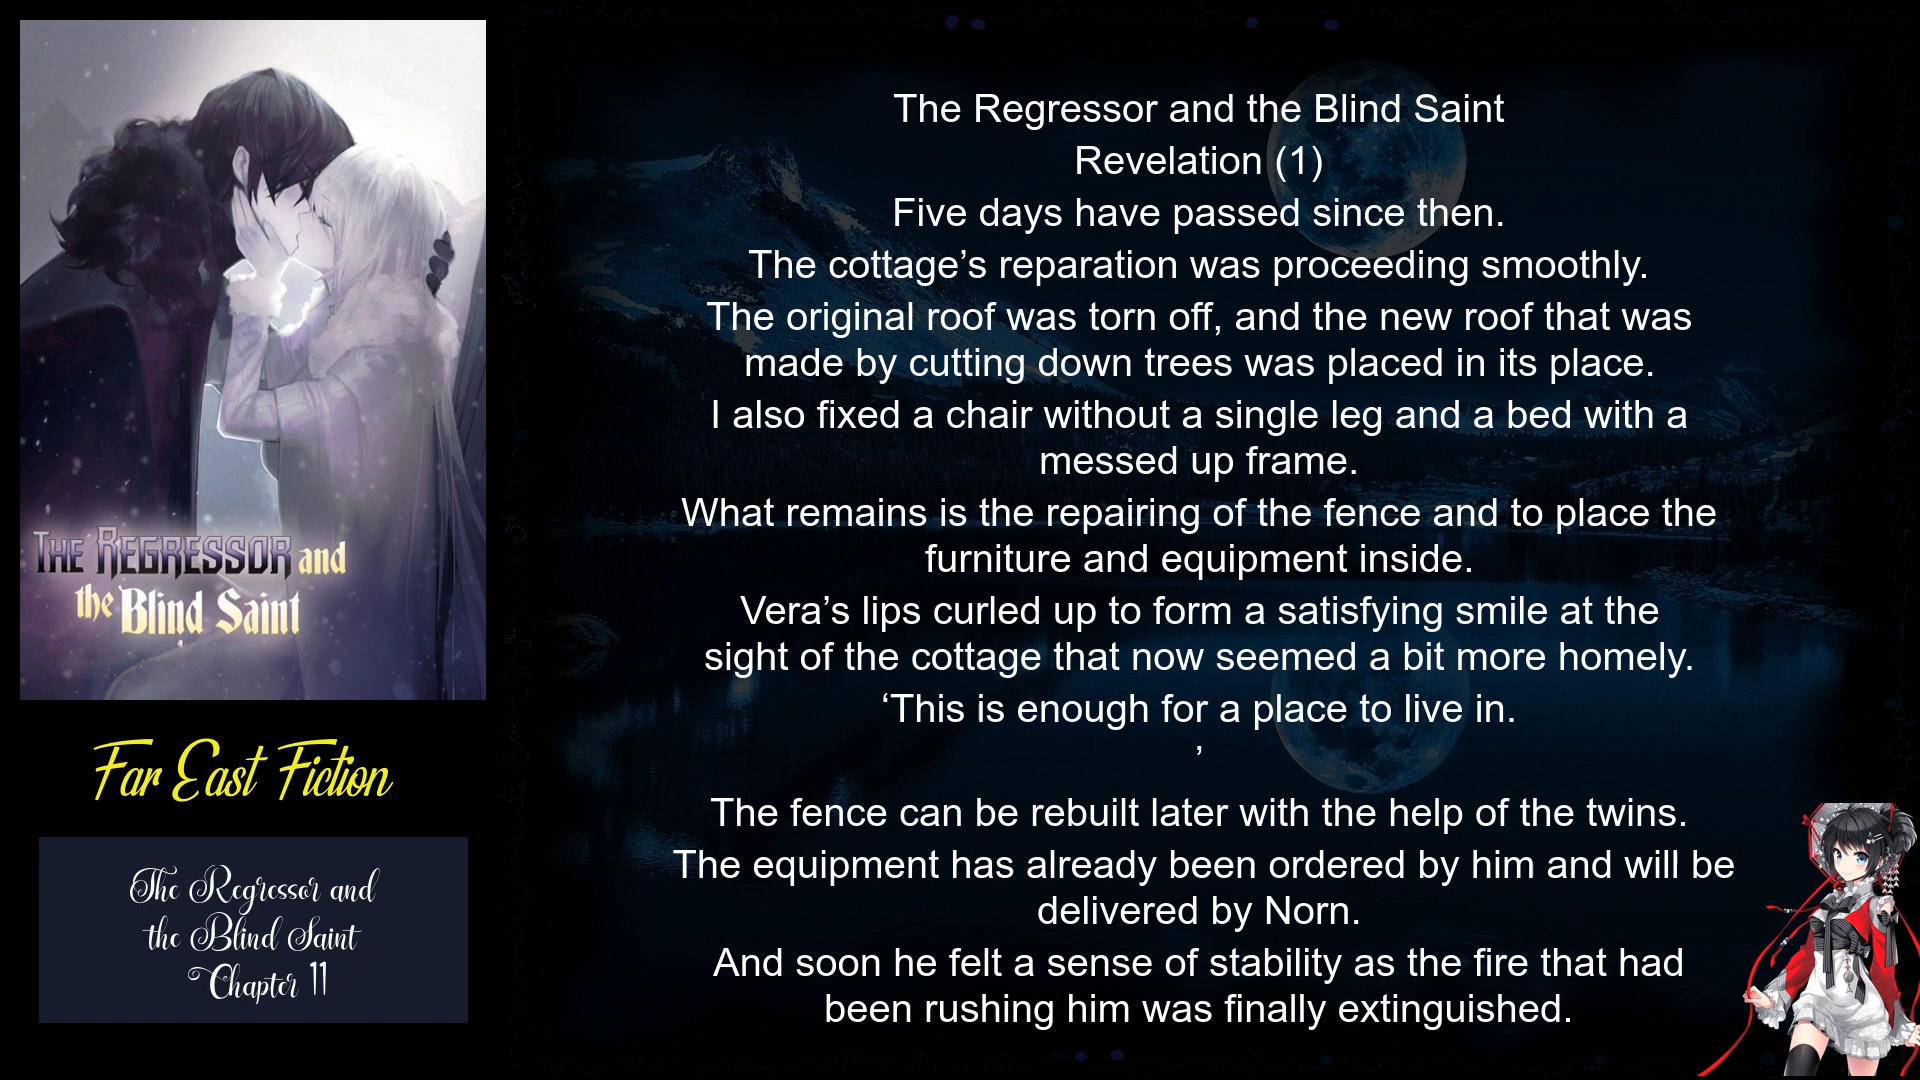 THE REGRESSOR and
the Blind Saint
Far East Fiction
The Regressor and
the Blind Saint
Chapter 11
The Regressor and the Blind Saint
Revelation (1)
Five days have passed since then.
The cottage’s reparation was proceeding smoothly.
The original roof was torn off, and the new roof that was
made by cutting down trees was placed in its place.
I also fixed a chair without a single leg and a bed with a
messed up frame.
What remains is the repairing of the fence and to place the
furniture and equipment inside.
Vera’s lips curled up to form a satisfying smile at the
sight of the cottage that now seemed a bit more homely.
‘This is enough for a place to live in.
’
The fence can be rebuilt later with the help of the twins.
The equipment has already been ordered by him and will be
delivered by Norn.
And soon he felt a sense of stability as the fire that had
been rushing him was finally extinguished.